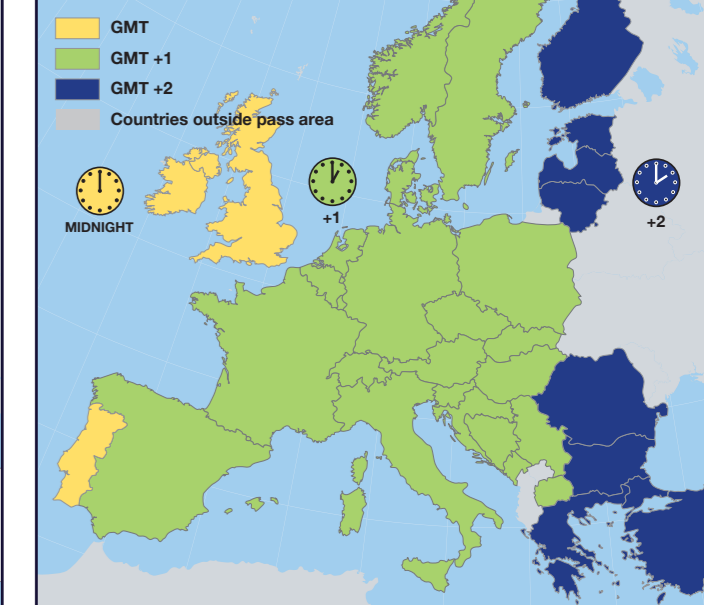 GMT
GMT +1
GMT +2
Countries outside pass area
MIDNIGHT
+1
+2